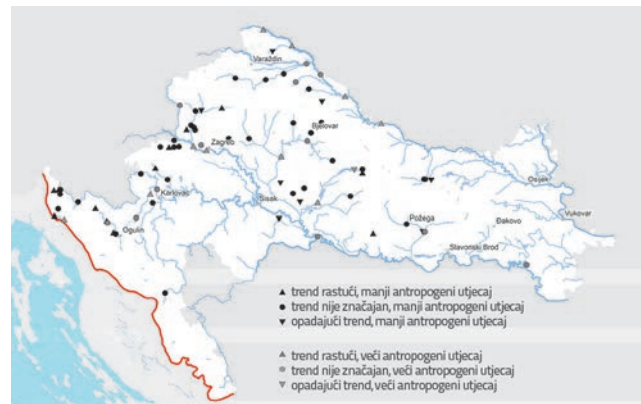 Varaždin
Bjelovar
Zagreb
Karlovac
Sisak
Osijek
Ogulin
Požega
Đakovo
Vukovar
Slavonski Brod
trend rastući, manji antropogeni utjecaj
trend nije značajan, manji antropogeni utjecaj
opadajući trend, manji antropogeni utjecaj
trend rastući, veći antropogeni utjecaj
trend nije značajan, veći antropogeni utjecaj
opadajući trend, veći antropogeni utjecaj